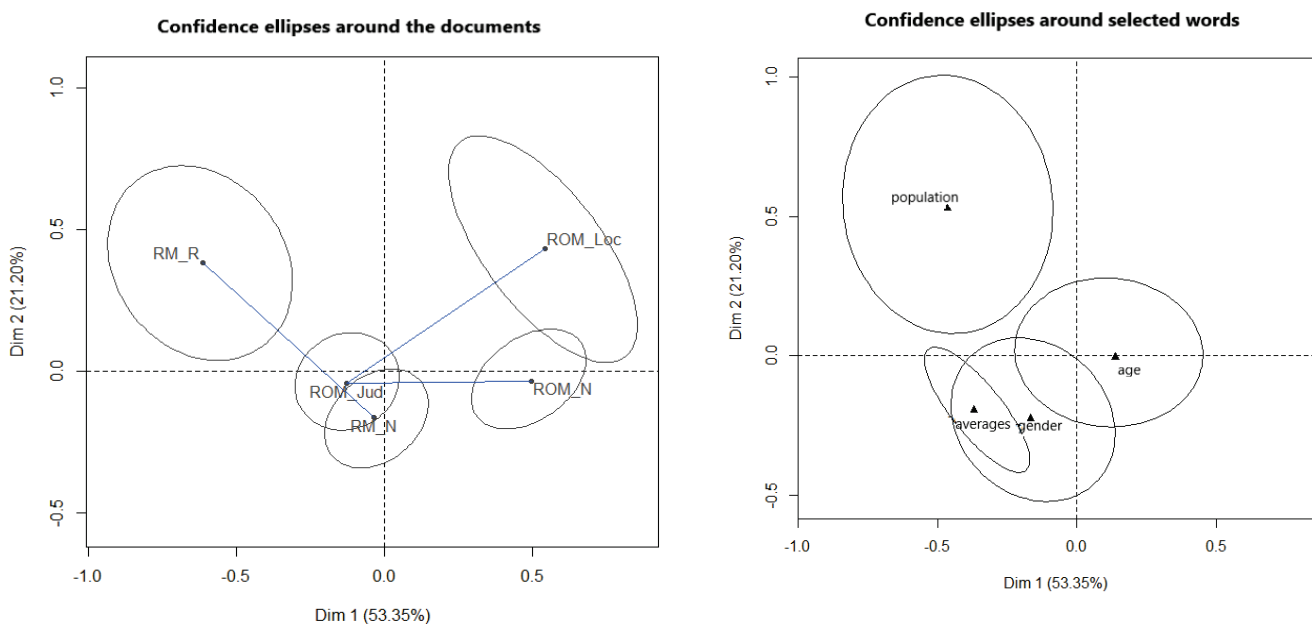 Confidence ellipses around the documents
Dim 2 (21.20%)
1.0
0.5
0.0
-0.5
RM_R
ROM_Loc
ROM_Jud
ROM_N
RM_N
-1.0
-0.5
0.0
0.5
Dim 1 (53.35%)
Confidence ellipses around selected words
Dim 2 (21.20%)
1.0
0.5
0.0
-0.5
population
age
averages
gender
-1.0
-0.5
0.0
0.5
Dim 1 (53.35%)